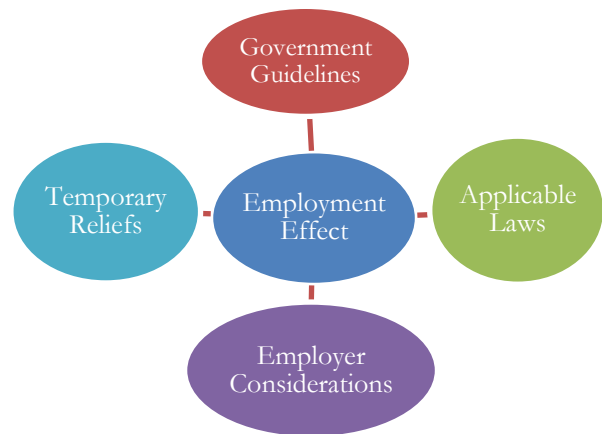 Government
Guidelines
Temporary
Reliefs
Employment
Effect
Applicable
Laws
Employer
Considerations